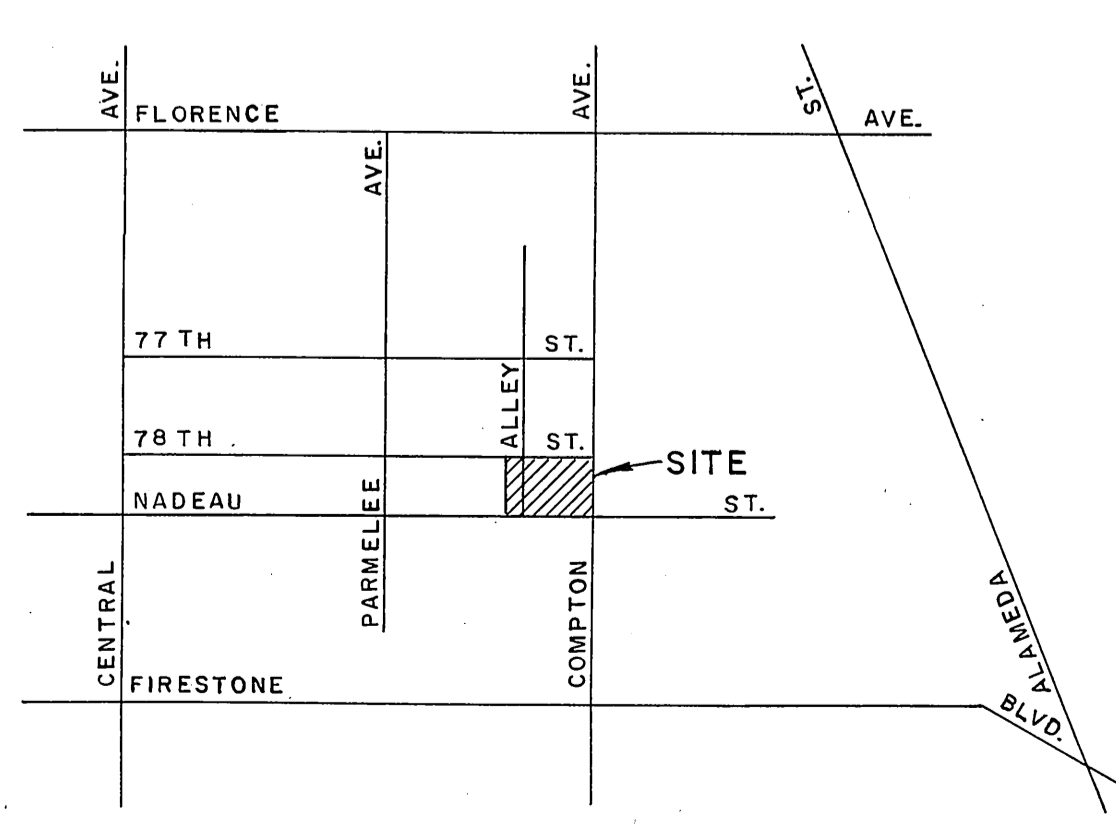 AVE.
AVE.
ST.
FLORENCE
AVE.
AVE.
77 TH
ST.
ALLEY
78 TH
ST.
SITE
NADEAU
ST.
PARMELEE
CENTRAL
COMPTON
ALAMEDA
FIRESTONE
BLVD.